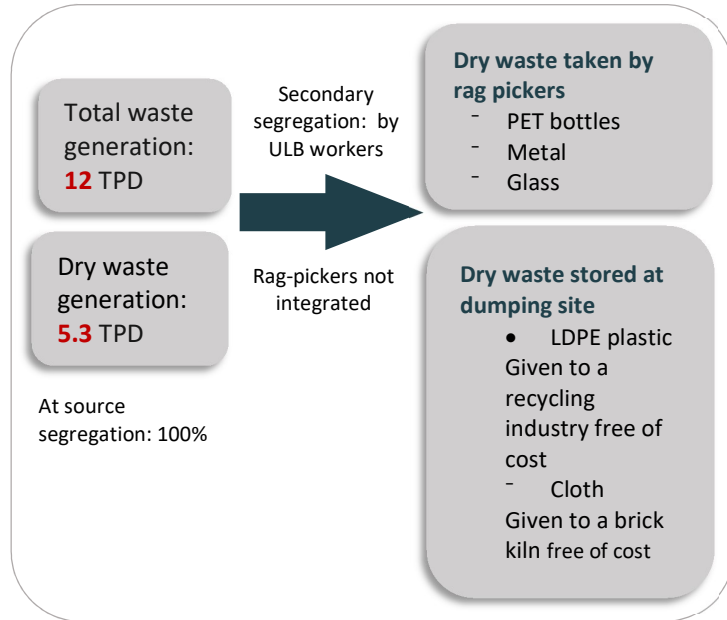 Total waste
generation:
12 TPD
Dry waste
generation:
5.3 TPD
At source
segregation: 100%
Secondary
segregation: by
ULB workers
Rag-pickers not
integrated
Dry waste taken by
rag pickers
- PET bottles
- Metal
- Glass
Dry waste stored at
dumping site
• LDPE plastic
Given to a
recycling
industry free of
cost
- Cloth
Given to a brick
kiln free of cost